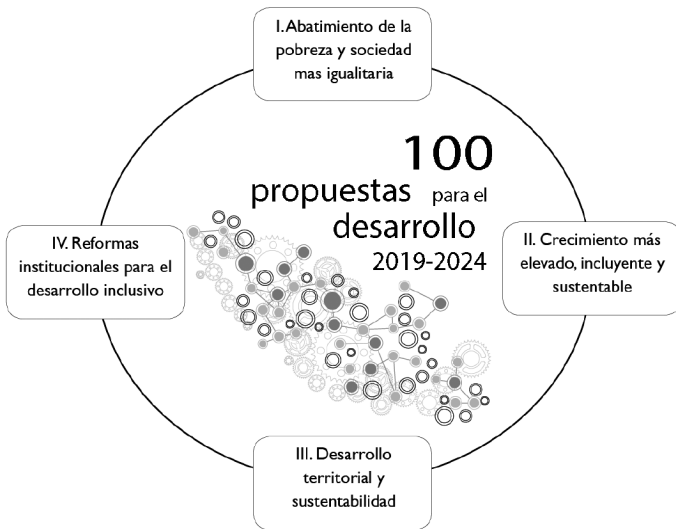 I. Abatimiento de la
pobreza y sociedad
mas igualitaria
100
propuestas para el
desarrollo
2019-2024
IV. Reformas
institucionales para el
desarrollo inclusivo
II. Crecimiento más
elevado, incluyente y
sustentable
III. Desarrollo
territorial y
sustentabilidad